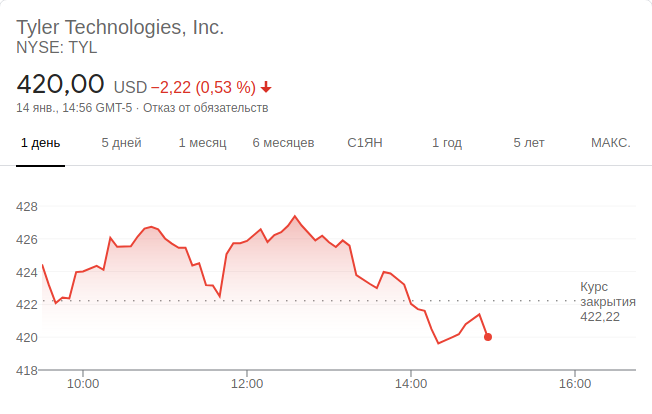 Tyler Technologies, Inc.
NYSE: TYL
420,00 USD −2,22 (0,53 %)
14 янв., 14:56 GMT-5 · Отказ от обязательств
1 день 5 дней 1 месяц 6 месяцев С1ЯН 1 год 5 лет МАКС.
428
426
424
422
420
418
Курс
закрытия
422,22
10:00 12:00 14:00 16:00